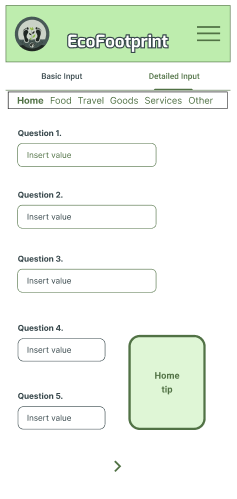 EcoFootprint
Basic Input Detailed Input
Home Food Travel Goods Services Other
Question 1.
Insert value
Question 2.
Insert value
Question 3.
Insert value
Question 4.
Insert value
Home
tip
Question 5.
Insert value